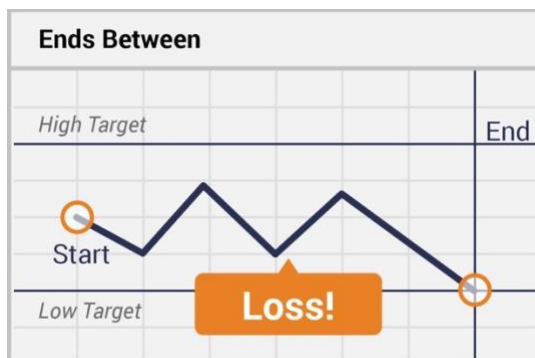 Ends Between
High Target
End
Start
Loss!
Low Target